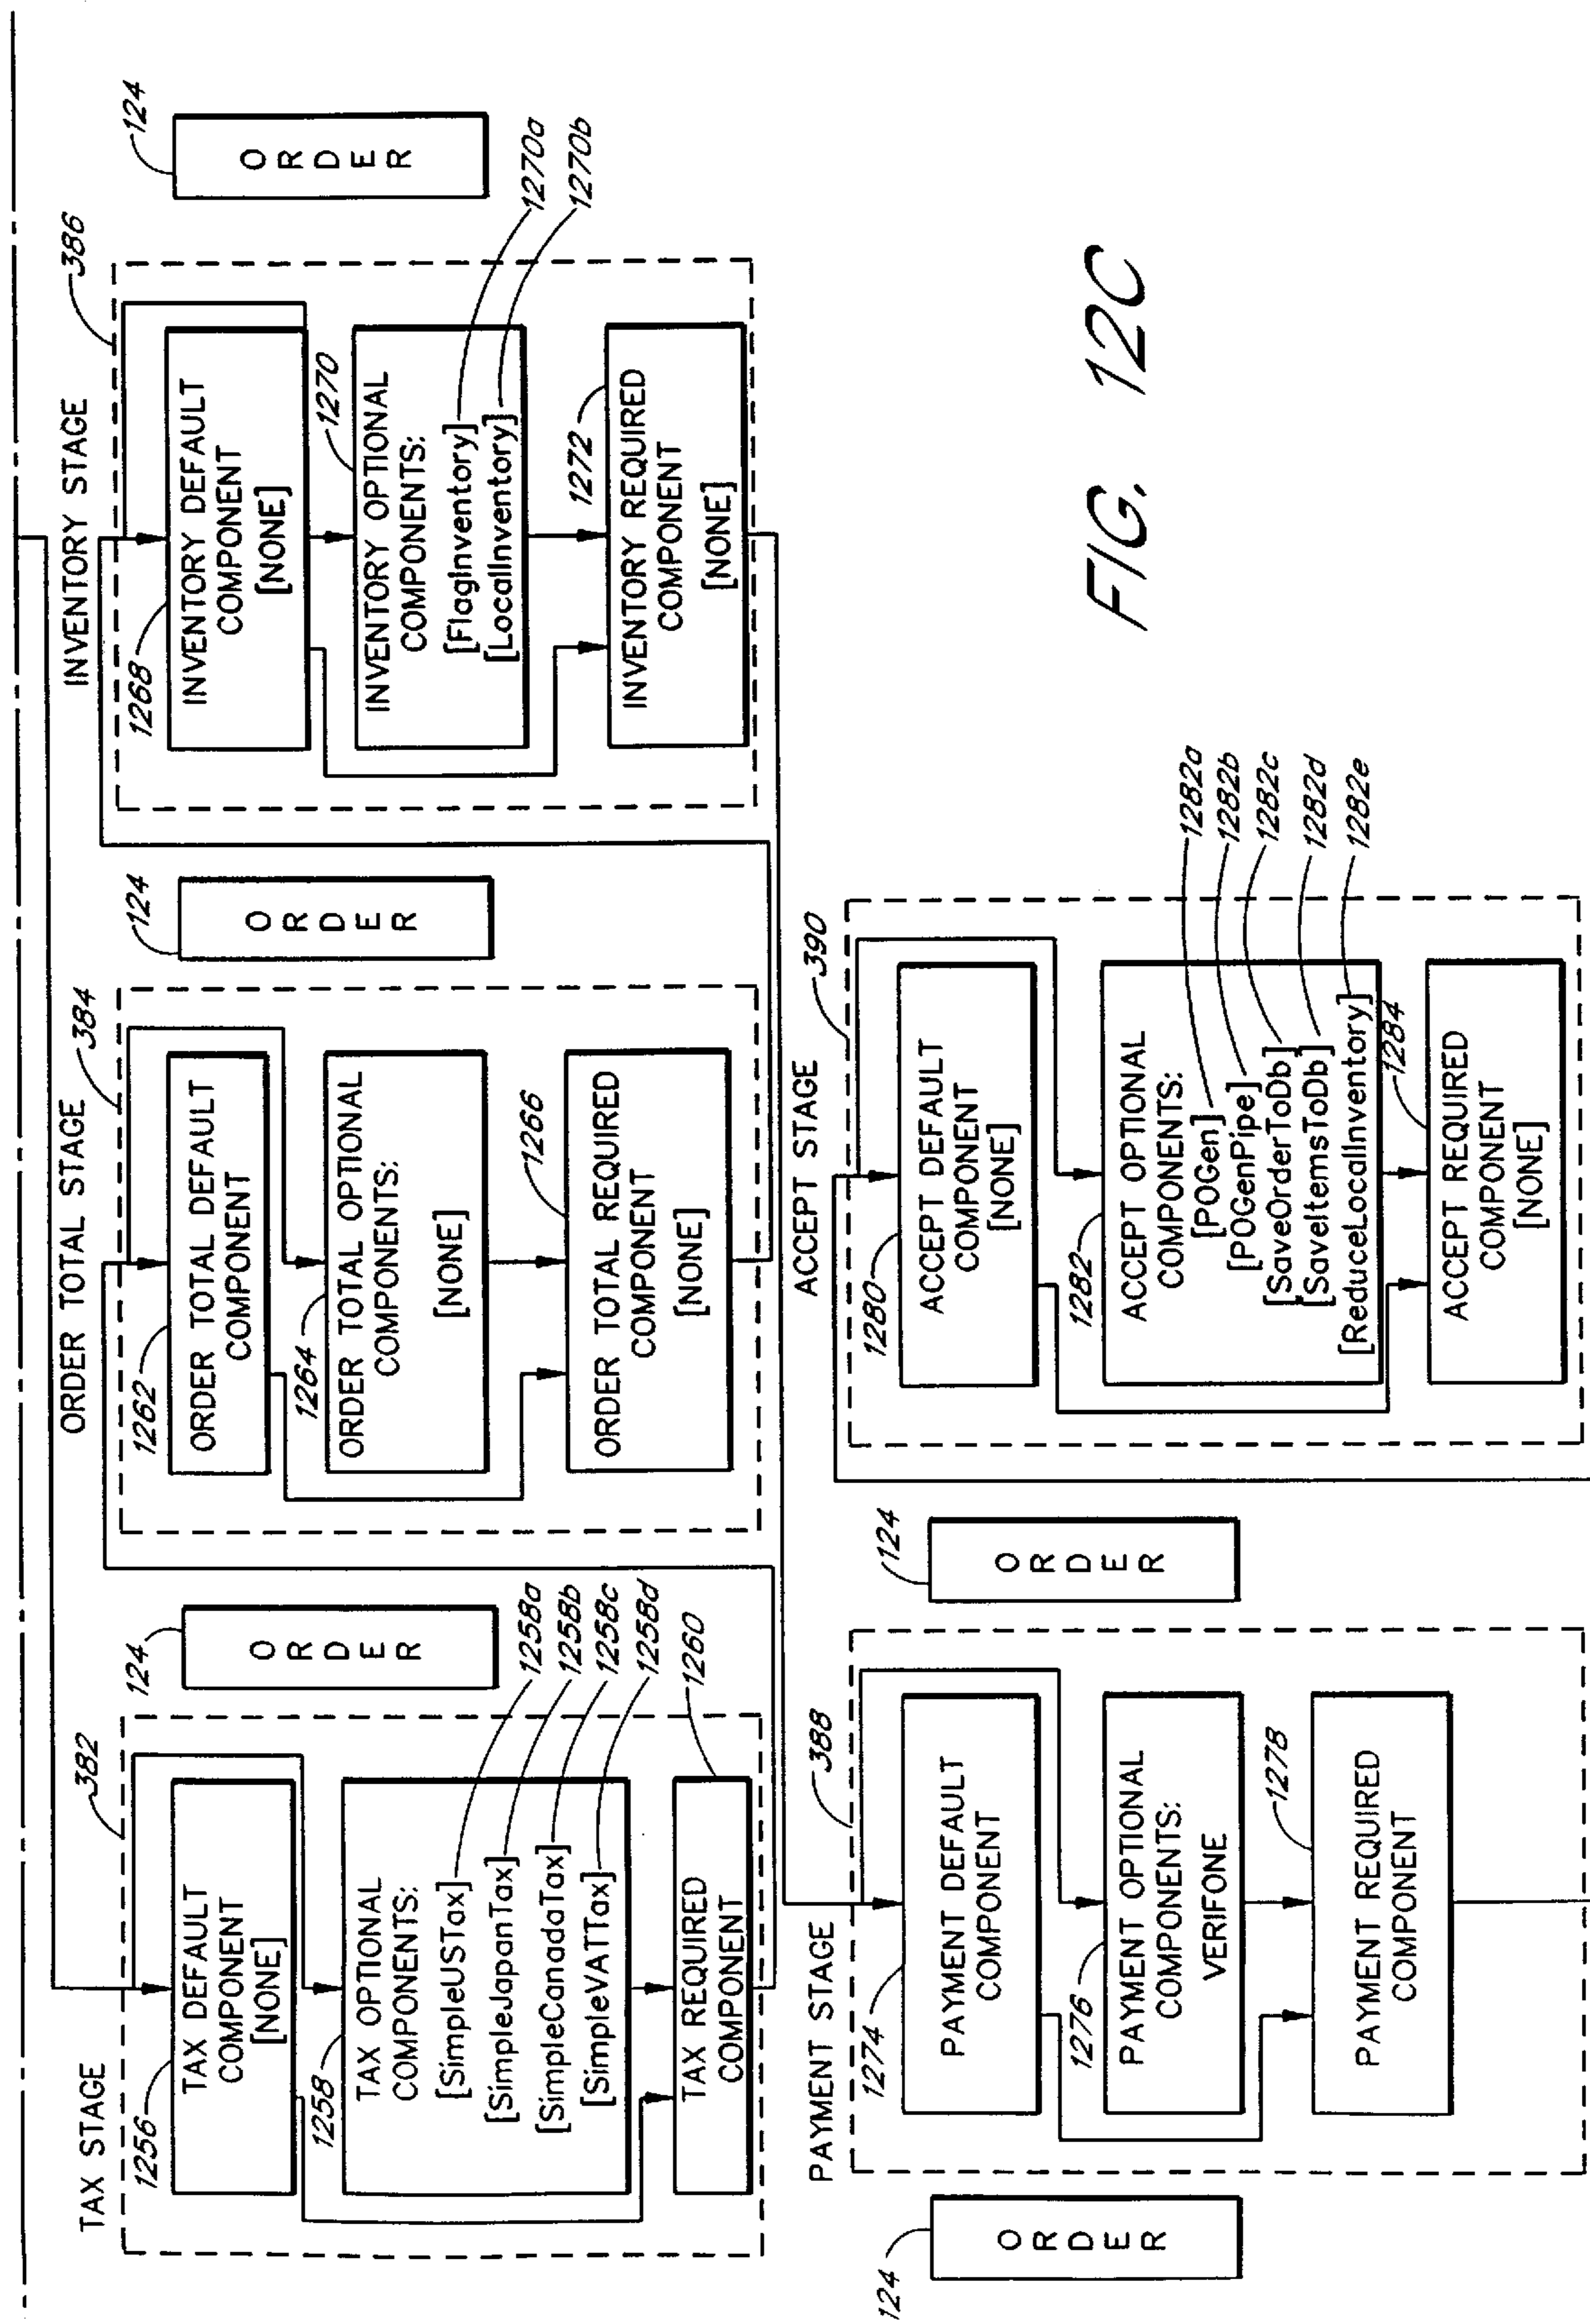 TAX STAGE
382
1256
TAX DEFAULT
COMPONENT
[NONE]
1258
TAX OPTIONAL
COMPONENTS:
[SimpleUSTax]
[SimpleJapanTax]
[SimpleCanadaTax]
[SimpleVATTax]
1258a
1258b
1258c
1258d
1260
TAX REQUIRED
COMPONENT
124
ORDER
ORDER TOTAL STAGE
384
1262
ORDER TOTAL DEFAULT
COMPONENT
1264
ORDER TOTAL OPTIONAL
COMPONENTS:
[NONE]
1266
ORDER TOTAL REQUIRED
COMPONENT
[NONE]
124
ORDER
INVENTORY STAGE
386
1268
INVENTORY DEFAULT
COMPONENT
[NONE]
1270
INVENTORY OPTIONAL
COMPONENTS:
[FlagInventory]
[LocalInventory]
1270a
1270b
1272
INVENTORY REQUIRED
COMPONENT
[NONE]
124
ORDER
124
ORDER
PAYMENT STAGE
388
1274
PAYMENT DEFAULT
COMPONENT
1276
PAYMENT OPTIONAL
COMPONENTS:
VERIFONE
1278
PAYMENT REQUIRED
COMPONENT
124
ORDER
ACCEPT STAGE
390
1280
ACCEPT DEFAULT
COMPONENT
[NONE]
1282
ACCEPT OPTIONAL
COMPONENTS:
[POGen]
[POGenPipe]
[SaveOrderToDb]
[SaveItemsToDb]
[ReduceLocalInventory]
1282a
1282b
1282c
1282d
1282e
1284
ACCEPT REQUIRED
COMPONENT
[NONE]
FIG. 12C